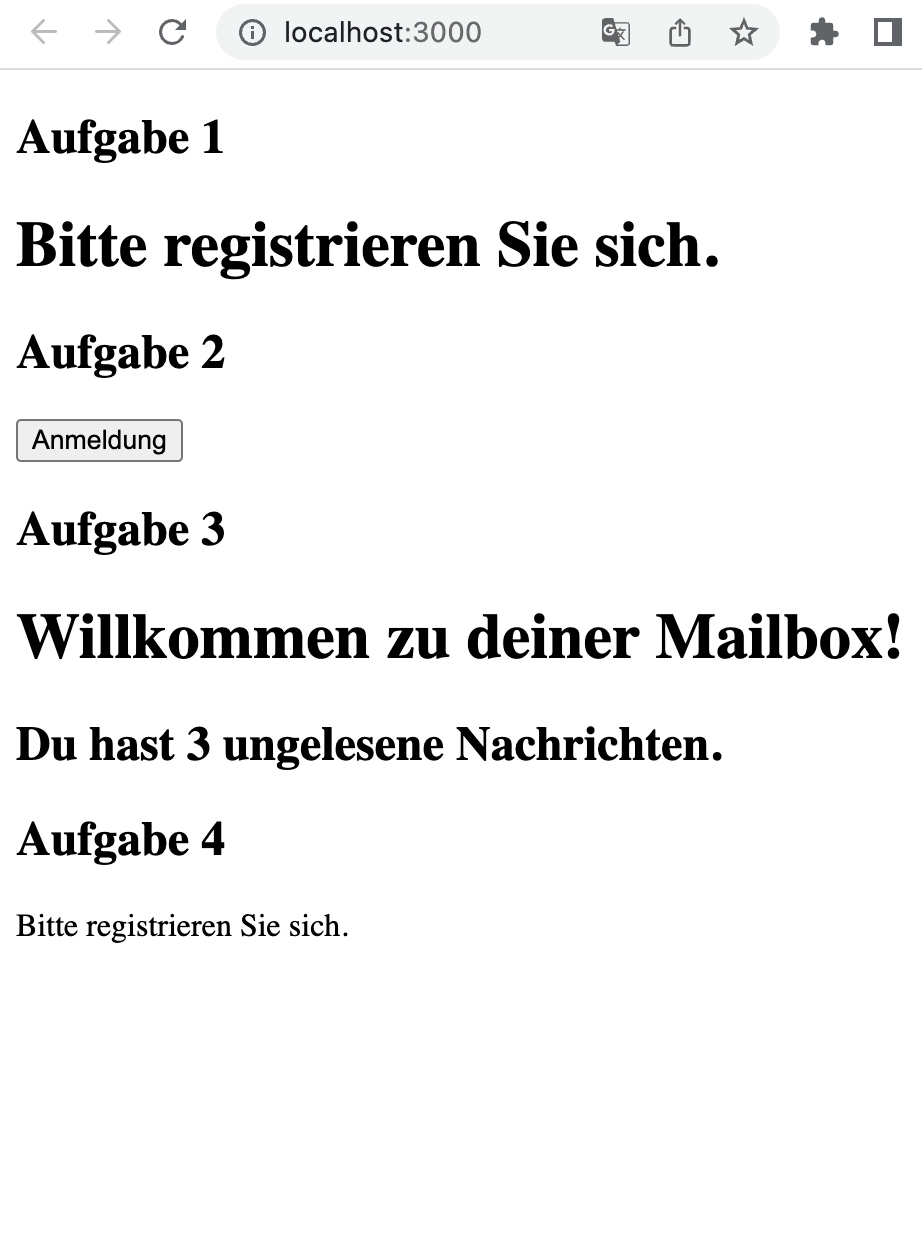 localhost:3000
Aufgabe 1
Bitte registrieren Sie sich.
Aufgabe 2
Anmeldung
Aufgabe 3
Willkommen zu deiner Mailbox!
Du hast 3 ungelesene Nachrichten.
Aufgabe 4
Bitte registrieren Sie sich.